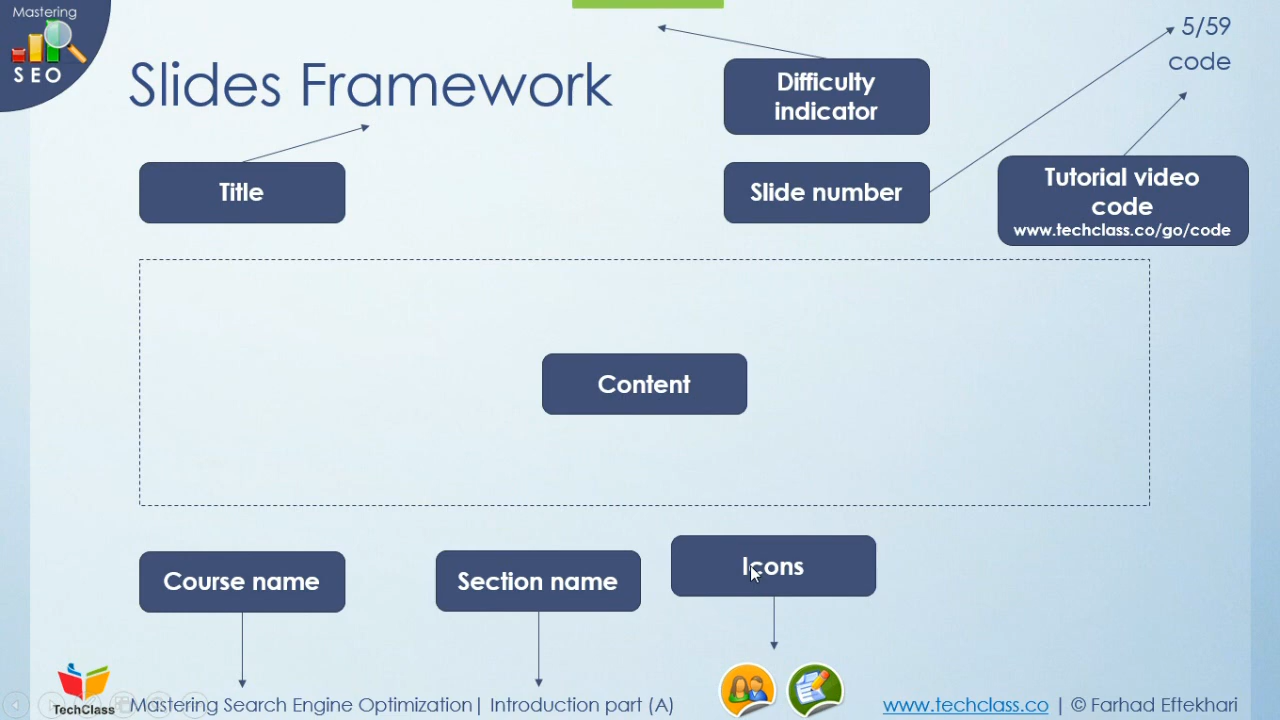 Mastering
SEO
Slides Framework
5/59
code
Difficulty
indicator
Title
Slide number
Tutorial video
code
www.techclass.co/go/code
Content
Course name
Section name
Icons
TechClass
Mastering Search Engine Optimization| Introduction part (A)
www.techclass.co | © Farhad Eftekhari